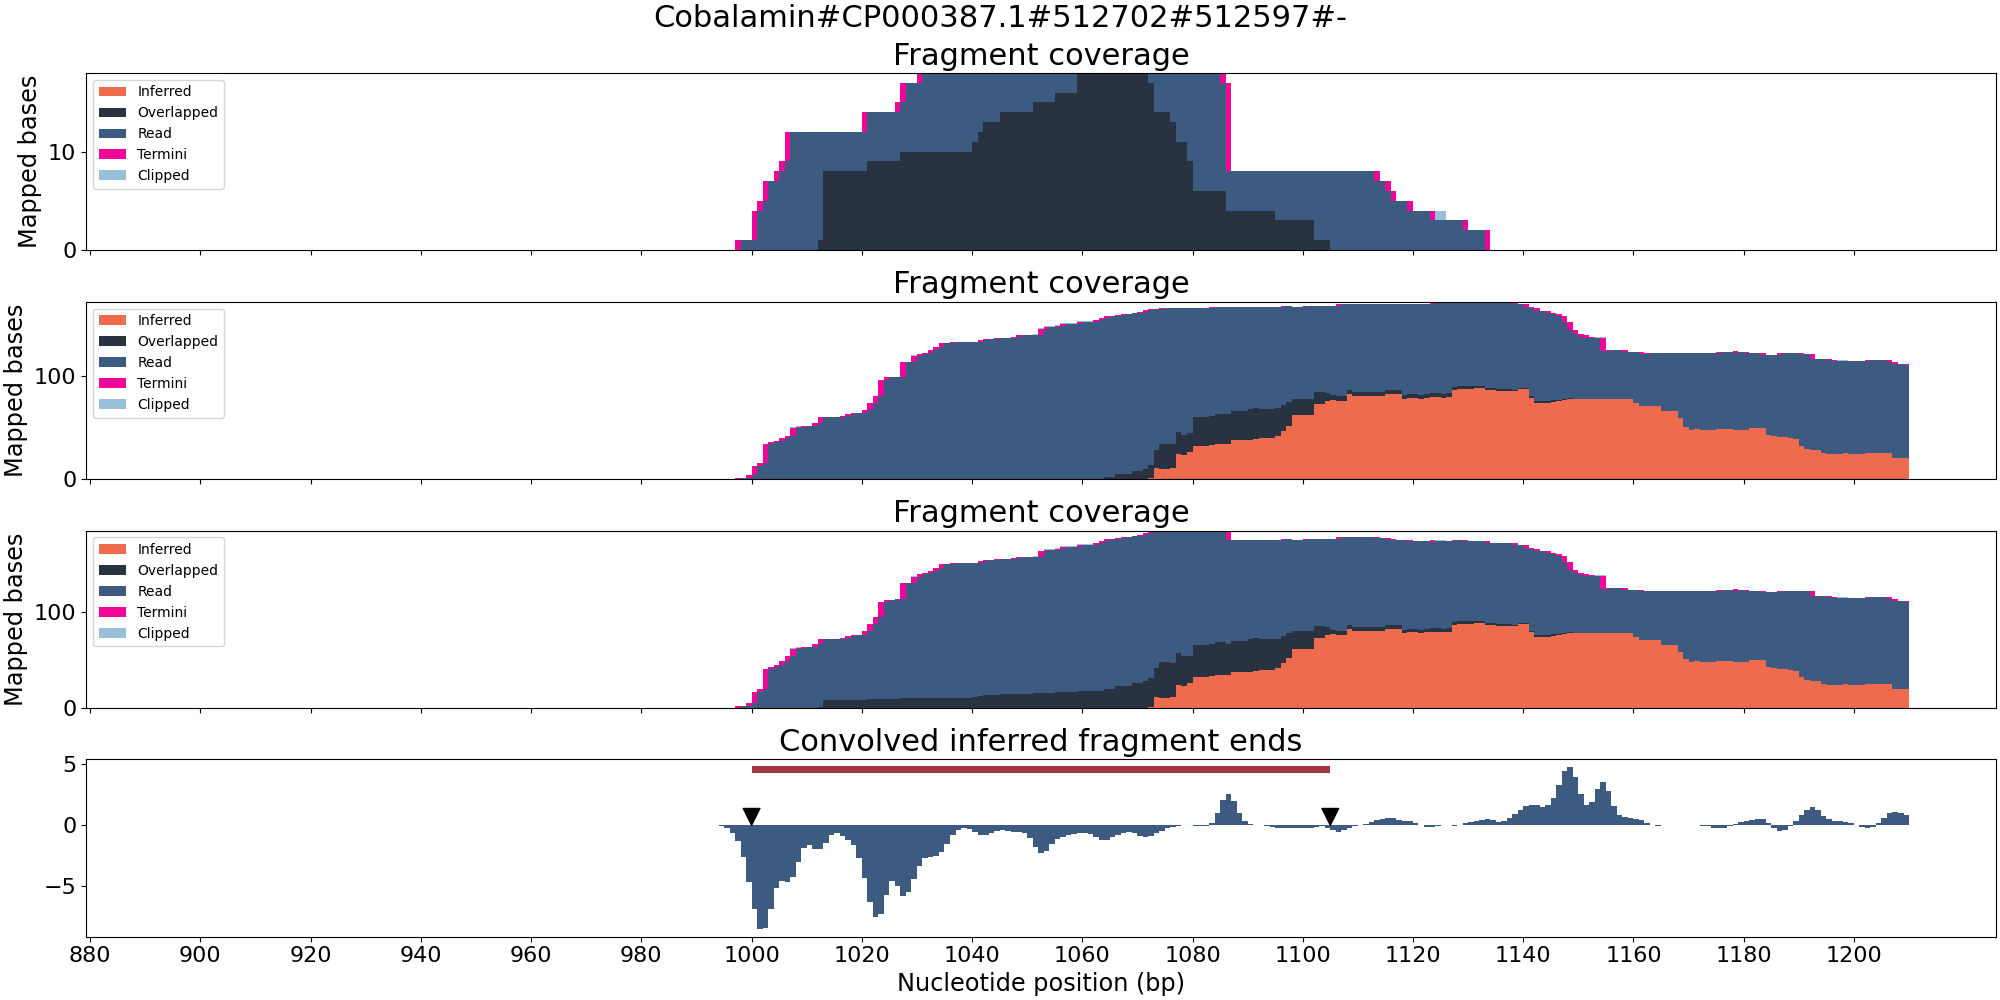 Cobalamin#CP000387.1#512702#512597#-
Fragment coverage
Mapped bases
10
0
Inferred
Overlapped
Read
Termini
Clipped
Fragment coverage
Mapped bases
100
0
Inferred
Overlapped
Read
Termini
Clipped
Fragment coverage
Mapped bases
100
0
Inferred
Overlapped
Read
Termini
Clipped
Convolved inferred fragment ends
5
0
−5
880 900 920 940 960 980 1000 1020 1040 1060 1080 1100 1120 1140 1160 1180 1200
Nucleotide position (bp)